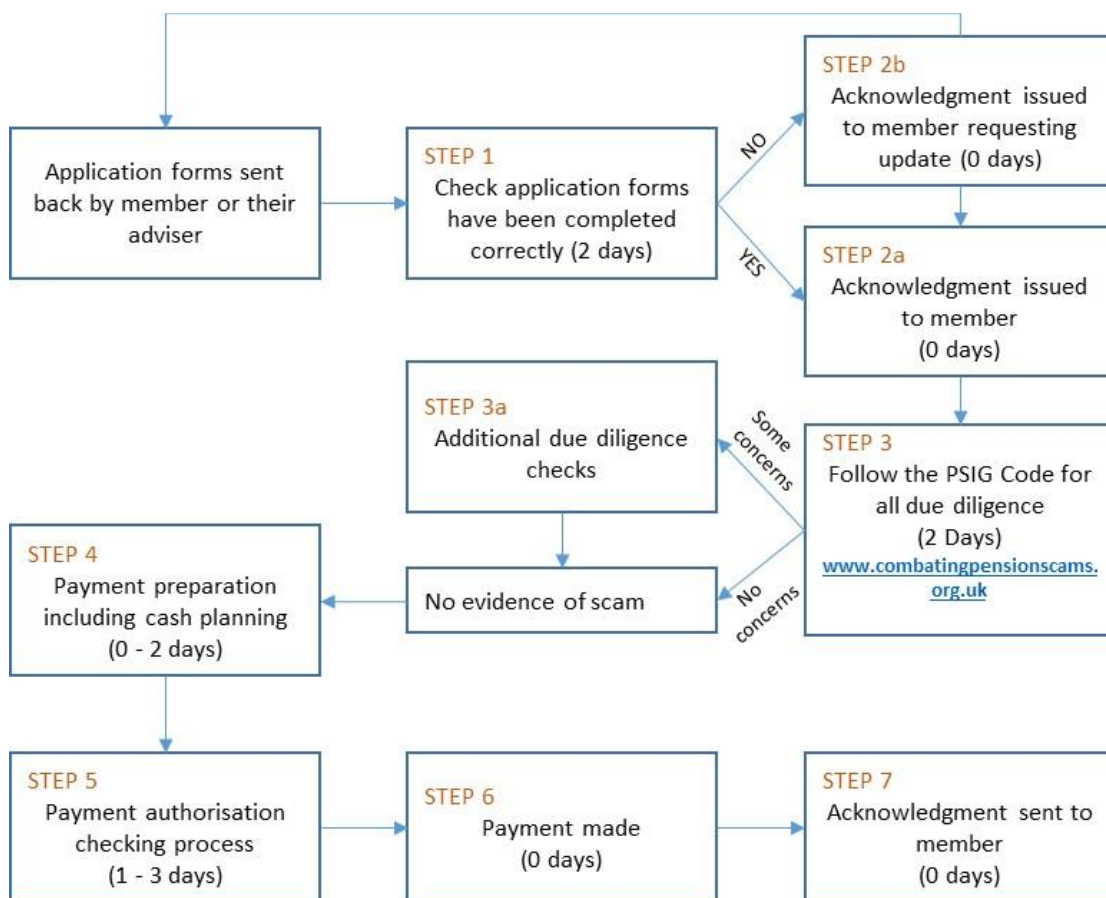 Application forms sent
back by member or their
adviser
STEP 1
Check application forms
have been completed
correctly (2 days)
NO
YES
STEP 2b
Acknowledgment issued
to member requesting
update (0 days)
STEP 2a
Acknowledgment issued
to member
(0 days)
STEP 3
Follow the PSIG Code for
all due diligence
(2 Days)
www.combatingpensionscams.
org.uk
Some
concerns
No
concerns
STEP 3a
Additional due diligence
checks
No evidence of scam
STEP 4
Payment preparation
including cash planning
(0 - 2 days)
STEP 5
Payment authorisation
checking process
(1 - 3 days)
STEP 6
Payment made
(0 days)
STEP 7
Acknowledgment sent to
member
(0 days)